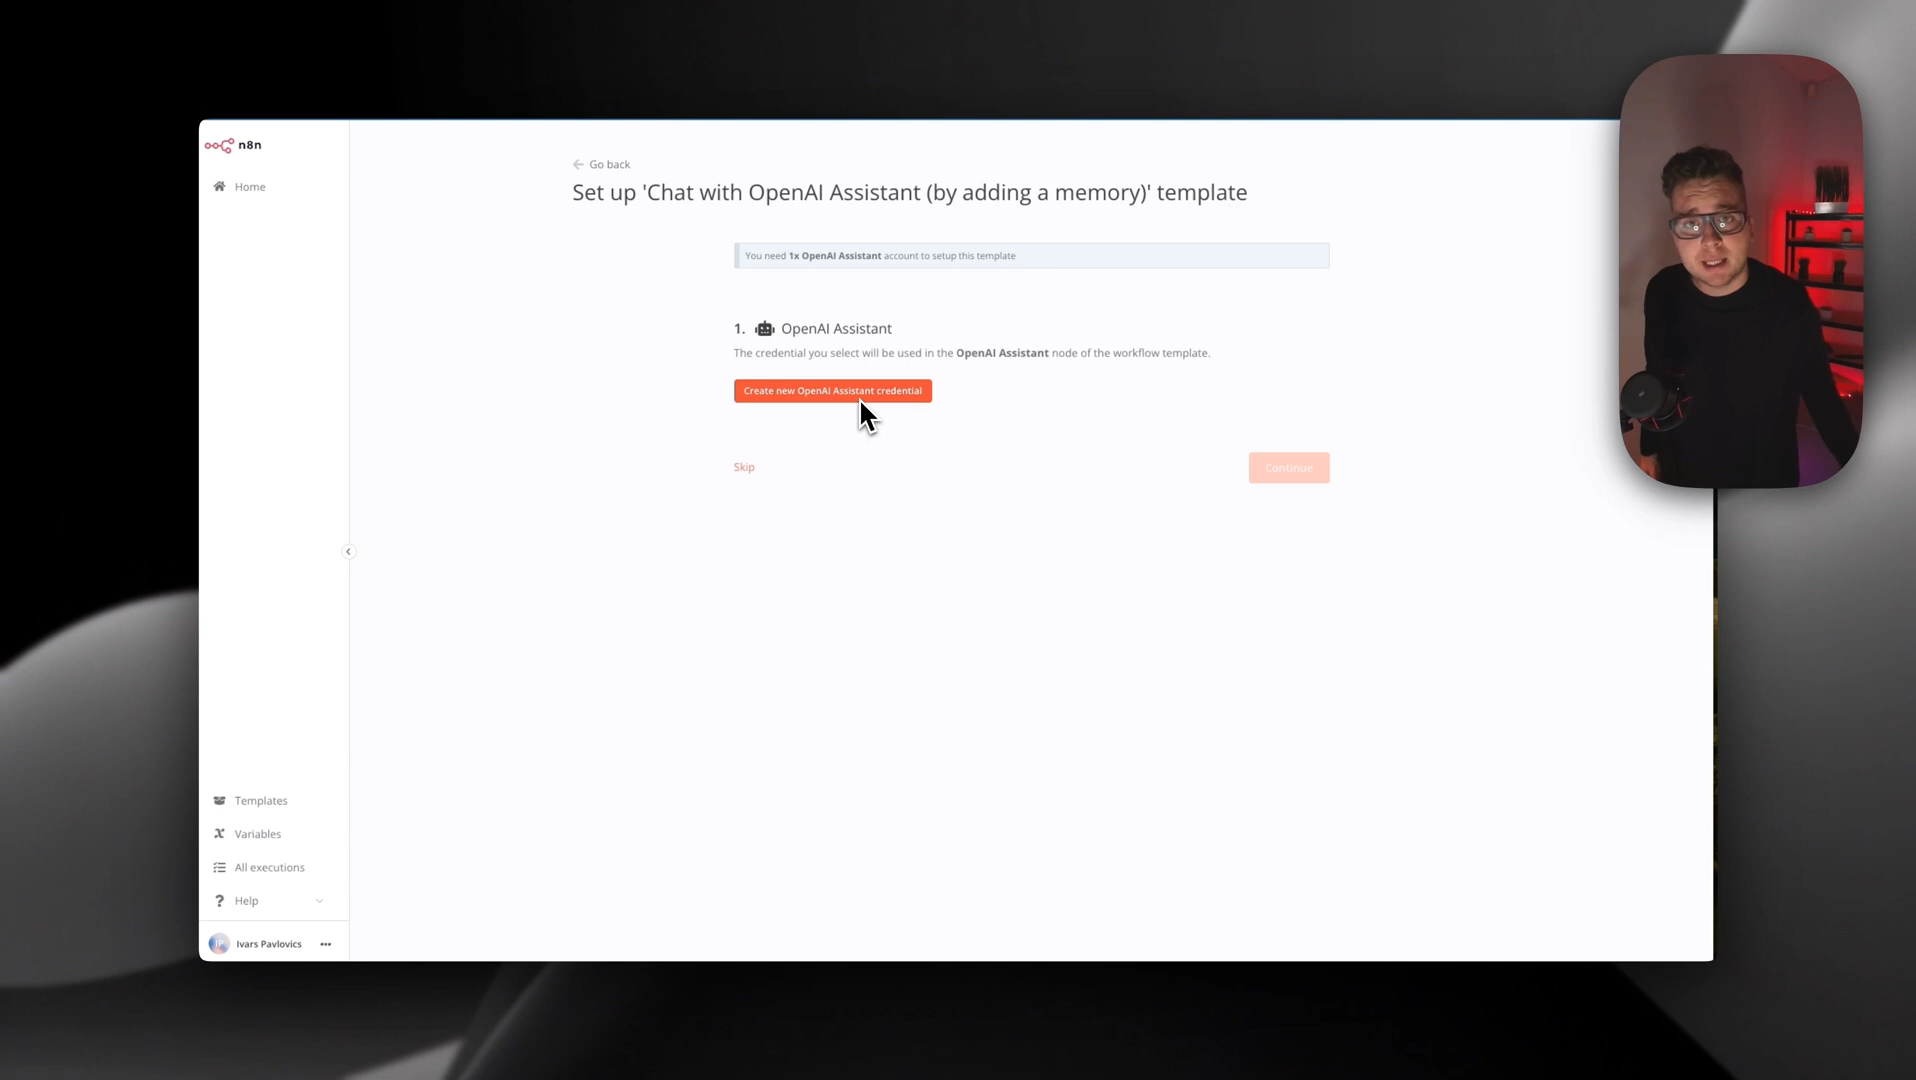 n8n
Home
Go back
Set up 'Chat with OpenAI Assistant (by adding a memory)' template
You need 1x OpenAI Assistant account to setup this template
1. OpenAI Assistant
The credential you select will be used in the OpenAI Assistant node of the workflow template.
Create new OpenAI Assistant credential
Skip
Continue
Templates
Variables
All executions
Help
IP Ivars Pavlovics